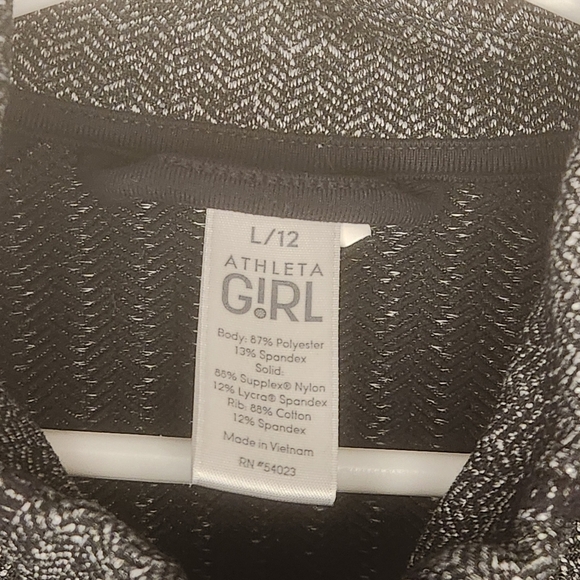 L/12
ATHLETA
G!RL
Body: 87% Polyester
13% Spandex
Solid:
88% Supplex® Nylon
12% Lycra® Spandex
Rib: 88% Cotton
12% Spandex
Made in Vietnam
RN #54023